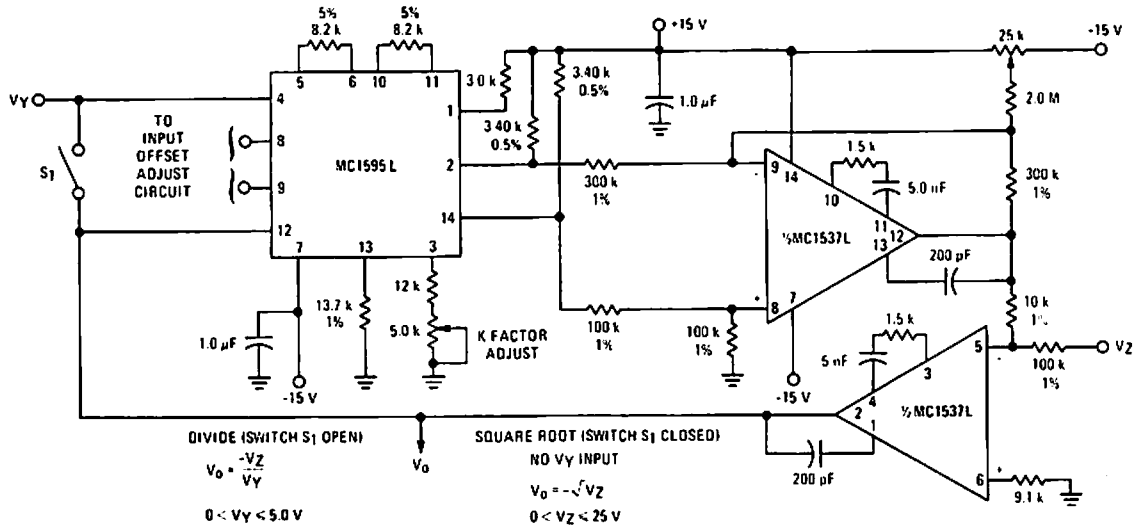 5%
8.2 k
5%
8.2 k
5
6
10
11
+15 V
25 k
-15 V
VY
4
TO
INPUT
OFFSET
ADJUST
CIRCUIT
S1
8
9
12
MC1595L
1
2
14
7
13
3
3.0 k
3.40 k
0.5%
3.40 k
0.5%
1.0 µF
2.0 M
300 k
1%
9
14
1.5 k
10
5.0 nF
11
12
13
½MC1537L
300 k
1%
200 pF
8
+
7
100 k
1%
100 k
1%
-15 V
10 k
1%
1.0 µF
-15 V
13.7 k
1%
12 k
5.0 k
K FACTOR
ADJUST
1.5 k
5 nF
3
4
5
-
100 k
1%
VZ
½MC1537L
2
1
200 pF
6
+
9.1 k
VO
DIVIDE (SWITCH S1 OPEN)
VO = -VZ/VY
0 < VY ≤ 5.0 V
SQUARE ROOT (SWITCH S1 CLOSED)
NO VY INPUT
VO = -√VZ
0 < VZ ≤ 25 V